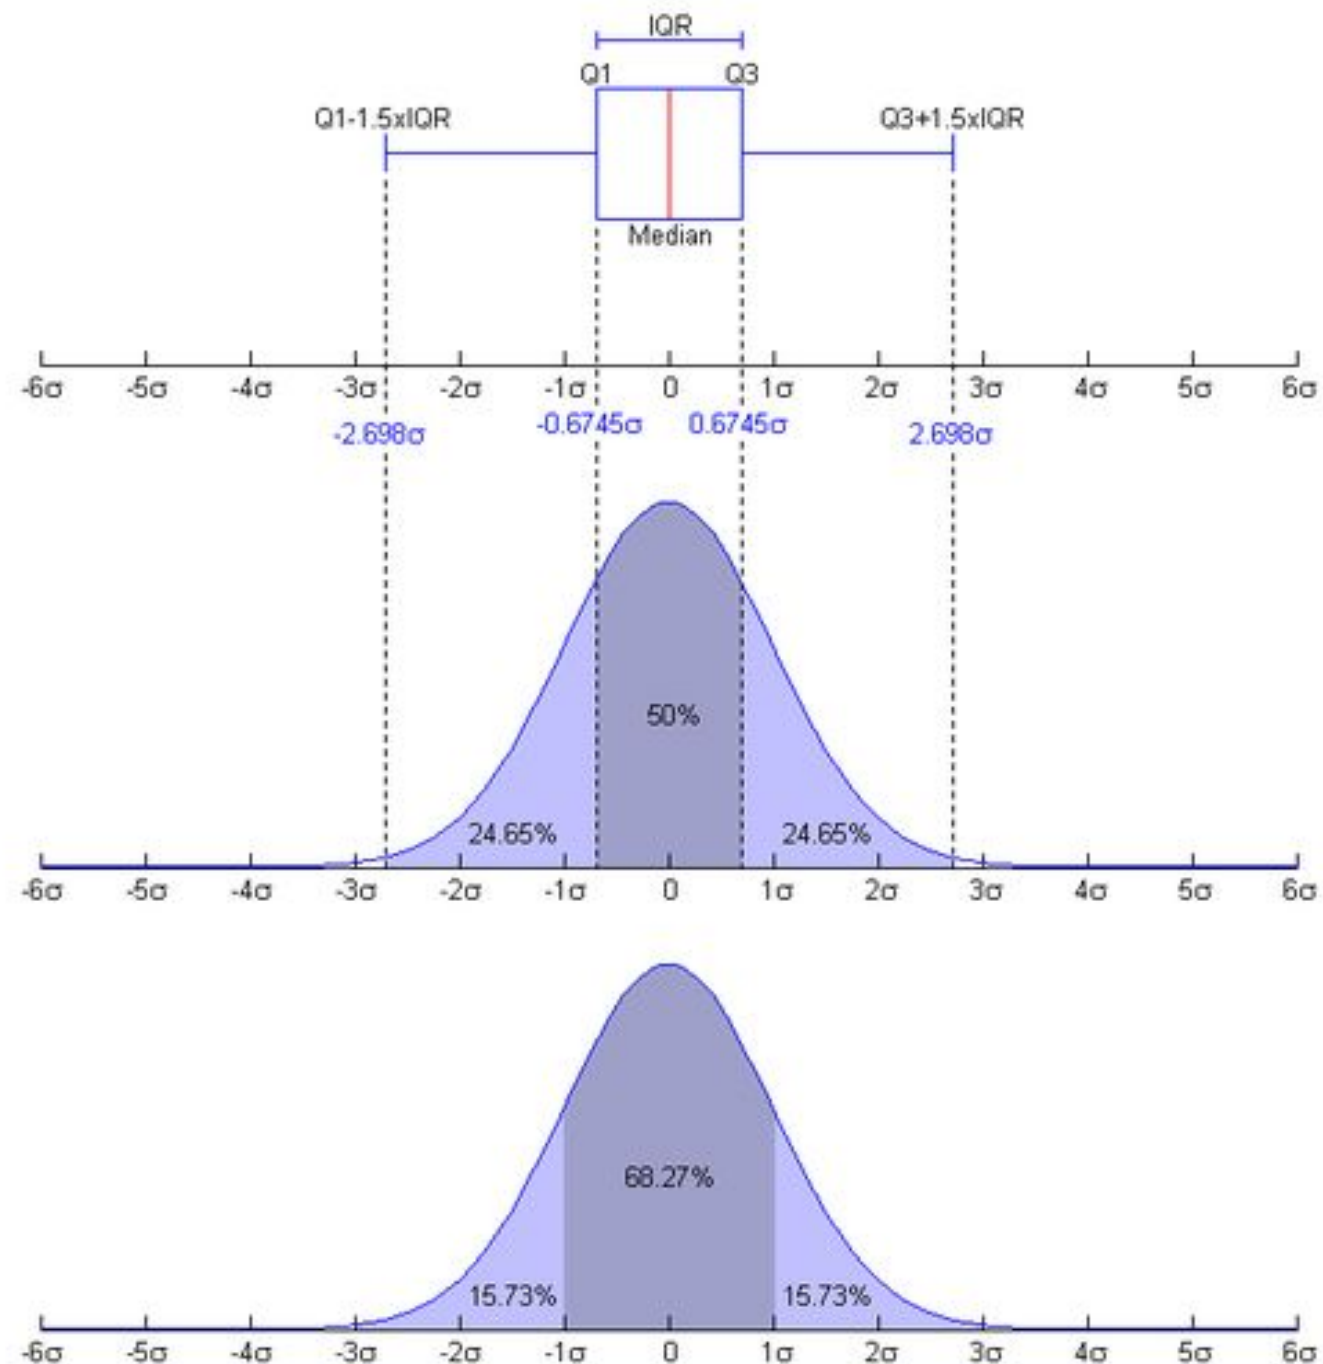 IQR
Q1 Q3
Q1-1.5xIQR Q3+1.5xIQR
Median
-6σ -5σ -4σ -3σ -2σ -1σ 0 1σ 2σ 3σ 4σ 5σ 6σ
-2.698σ -0.6745σ 0.6745σ 2.698σ
50%
24.65% 24.65%
-6σ -5σ -4σ -3σ -2σ -1σ 0 1σ 2σ 3σ 4σ 5σ 6σ
68.27%
15.73% 15.73%
-6σ -5σ -4σ -3σ -2σ -1σ 0 1σ 2σ 3σ 4σ 5σ 6σ